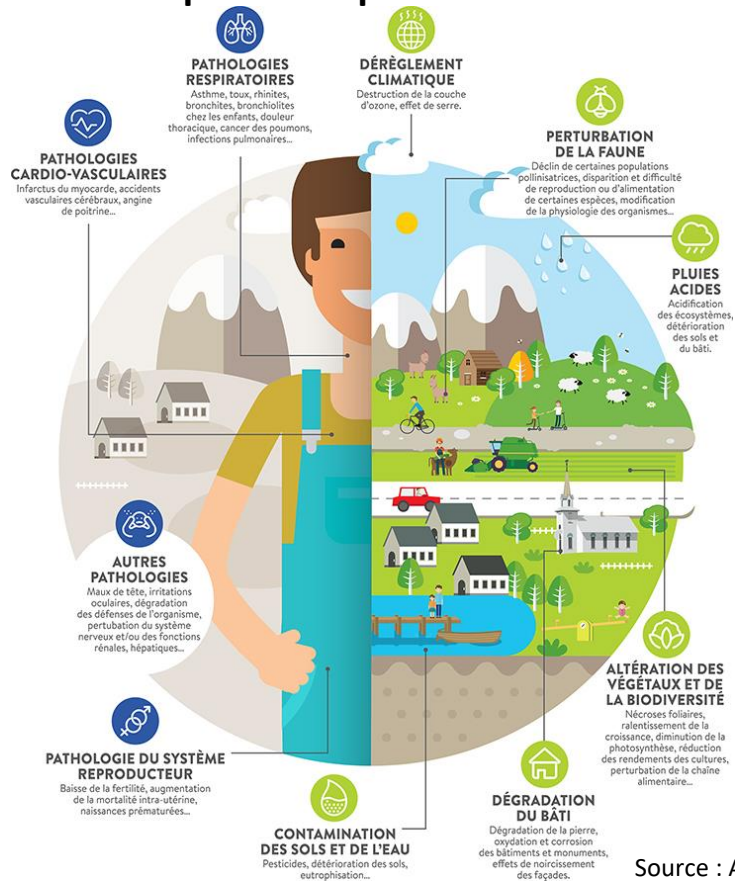 PATHOLOGIES
RESPIRATOIRES
Asthme, toux, rhinites,
bronchites, bronchiolites
chez les enfants, douleur
thoracique, cancer des poumons,
infections pulmonaires...
DÉRÈGLEMENT
CLIMATIQUE
Destruction de la couche
d'ozone, effet de serre.
PATHOLOGIES
CARDIO-VASCULAIRES
Infarctus du myocarde, accidents
vasculaires cérébraux, angine
de poitrine...
PERTURBATION
DE LA FAUNE
Déclin de certaines populations
pollinisatrices, disparition et difficulté
de reproduction ou d'alimentation
de certaines espèces, modification
de la physiologie des organismes...
PLUIES
ACIDES
Acidification
des écosystèmes,
détérioration
des sols et
du bâti.
AUTRES
PATHOLOGIES
Maux de tête, irritations
oculaires, dégradation
des défenses de l'organisme,
pertubation du système
nerveux et/ou des fonctions
rénales, hépatiques...
ALTÉRATION DES
VÉGÉTAUX ET DE
LA BIODIVERSITÉ
Nécroses foliaires,
ralentissement de la
croissance, diminution de la
photosynthèse, réduction
des rendements des cultures,
perturbation de la chaîne
alimentaire...
PATHOLOGIE DU SYSTÈME
REPRODUCTEUR
Baisse de la fertilité, augmentation
de la mortalité intra-utérine,
naissances prématurées...
CONTAMINATION
DES SOLS ET DE L'EAU
Pesticides, détérioration des sols,
eutrophisation...
DÉGRADATION
DU BÂTI
Dégradation de la pierre,
oxydation et corrosion
des bâtiments et monuments,
effets de noircissement
des façades.
Source : A